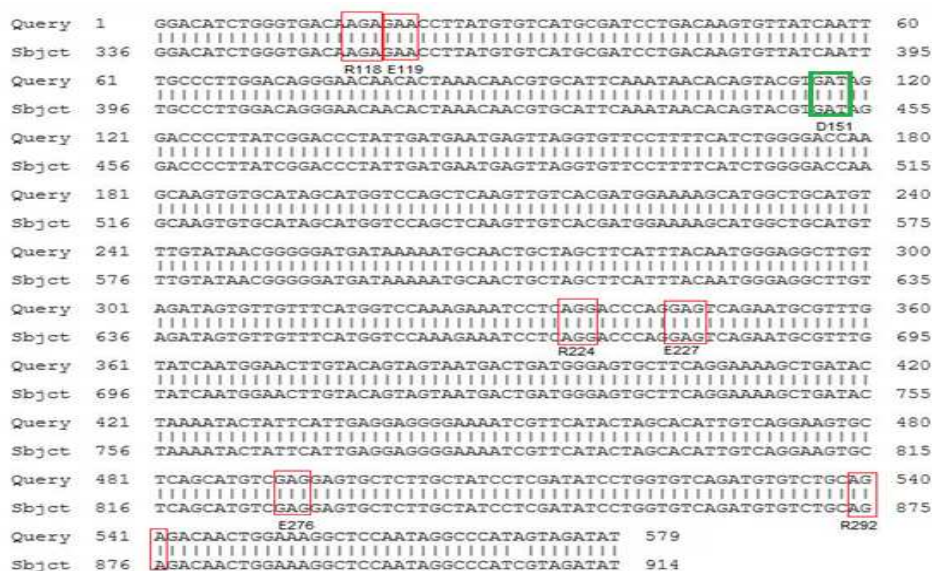 Query 1 GGACATCTGGGTGACAAGAGAACCTTATGTGTCATGCGATCCTGACAAGTGTTATCAATT 60
Sbjct 336 GGACATCTGGGTGACAAGAGAACCTTATGTGTCATGCGATCCTGACAAGTGTTATCAATT 395
R118 E119
Query 61 TGCCCTTGGACAGGGAACAACACTAAACAACGTGCATTCAAATAACACAGTACGTGATAG 120
Sbjct 396 TGCCCTTGGACAGGGAACAACACTAAACAACGTGCATTCAAATAACACAGTACGTGATAG 455
D151
Query 121 GACCCCTTATCGGACCCTATTGATGAATGAGTTAGGTGTTCCTTTTCATCTGGGGACCAA 180
Sbjct 456 GACCCCTTATCGGACCCTATTGATGAATGAGTTAGGTGTTCCTTTTCATCTGGGGACCAA 515
Query 181 GCAAGTGTGCATAGCATGGTCCAGCTCAAGTTGTCACGATGGAAAAGCATGGCTGCATGT 240
Sbjct 516 GCAAGTGTGCATAGCATGGTCCAGCTCAAGTTGTCACGATGGAAAAGCATGGCTGCATGT 575
Query 241 TTGTATAACGGGGGATGATAAAAATGCAACTGCTAGCTTCATTTACAATGGGAGGCTTGT 300
Sbjct 576 TTGTATAACGGGGGATGATAAAAATGCAACTGCTAGCTTCATTTACAATGGGAGGCTTGT 635
Query 301 AGATAGTGTTGTTTCATGGTCCAAAGAAATCCTCAGGACCCAGGAGTCAGAATGCGTTTG 360
Sbjct 636 AGATAGTGTTGTTTCATGGTCCAAAGAAATCCTCAGGACCCAGGAGTCAGAATGCGTTTG 695
R224 E227
Query 361 TATCAATGGAACTTGTACAGTAGTAATGACTGATGGGAGTGCTTCAGGAAAAGCTGATAC 420
Sbjct 696 TATCAATGGAACTTGTACAGTAGTAATGACTGATGGGAGTGCTTCAGGAAAAGCTGATAC 755
Query 421 TAAAATACTATTCATTGAGGAGGGGAAAATCGTTCATACTAGCACATTGTCAGGAAGTGC 480
Sbjct 756 TAAAATACTATTCATTGAGGAGGGGAAAATCGTTCATACTAGCACATTGTCAGGAAGTGC 815
Query 481 TCAGCATGTCGAGGAGTGCTCTTGCTATCCTCGATATCCTGGTGTCAGATGTGTCTGCAG 540
Sbjct 816 TCAGCATGTCGAGGAGTGCTCTTGCTATCCTCGATATCCTGGTGTCAGATGTGTCTGCAG 875
E276 R292
Query 541 AGACAACTGGAAAGGCTCCAATAGGCCCATAGTAGATAT 579
Sbjct 876 AGACAACTGGAAAGGCTCCAATAGGCCCATCGTAGATAT 914